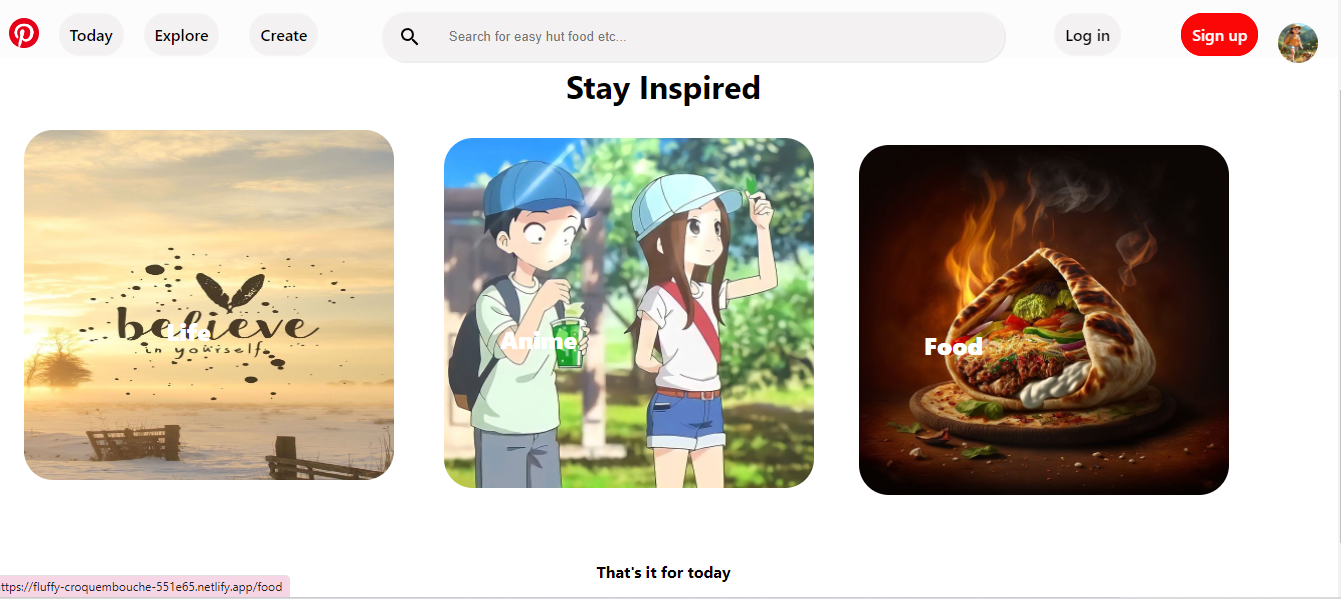 Today
Explore
Create
Search for easy hut food etc...
Log in
Sign up
Stay Inspired
believe
in yourself.
Life
Anime
Food
That's it for today
ttps://fluffy-croquembouche-551e65.netlify.app/food